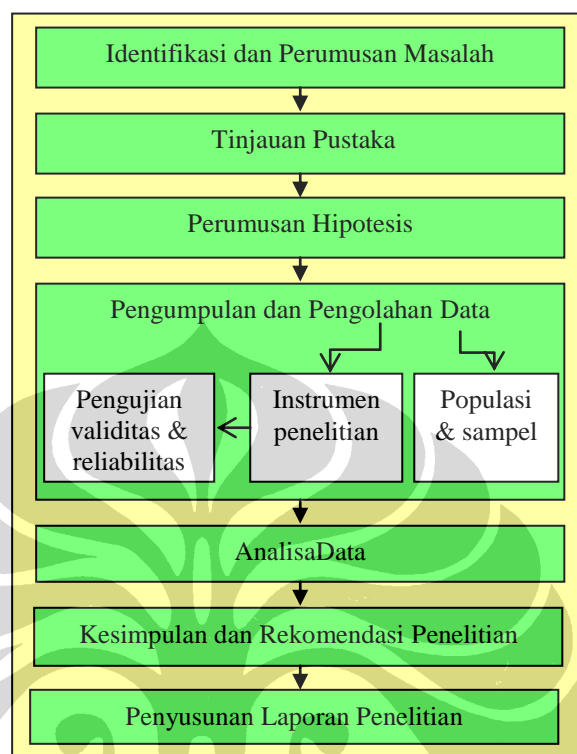 Identifikasi dan Perumusan Masalah
Tinjauan Pustaka
Perumusan Hipotesis
Pengumpulan dan Pengolahan Data
Pengujian
validitas &
reliabilitas
Instrumen
penelitian
Populasi
& sampel
AnalisaData
Kesimpulan dan Rekomendasi Penelitian
Penyusunan Laporan Penelitian